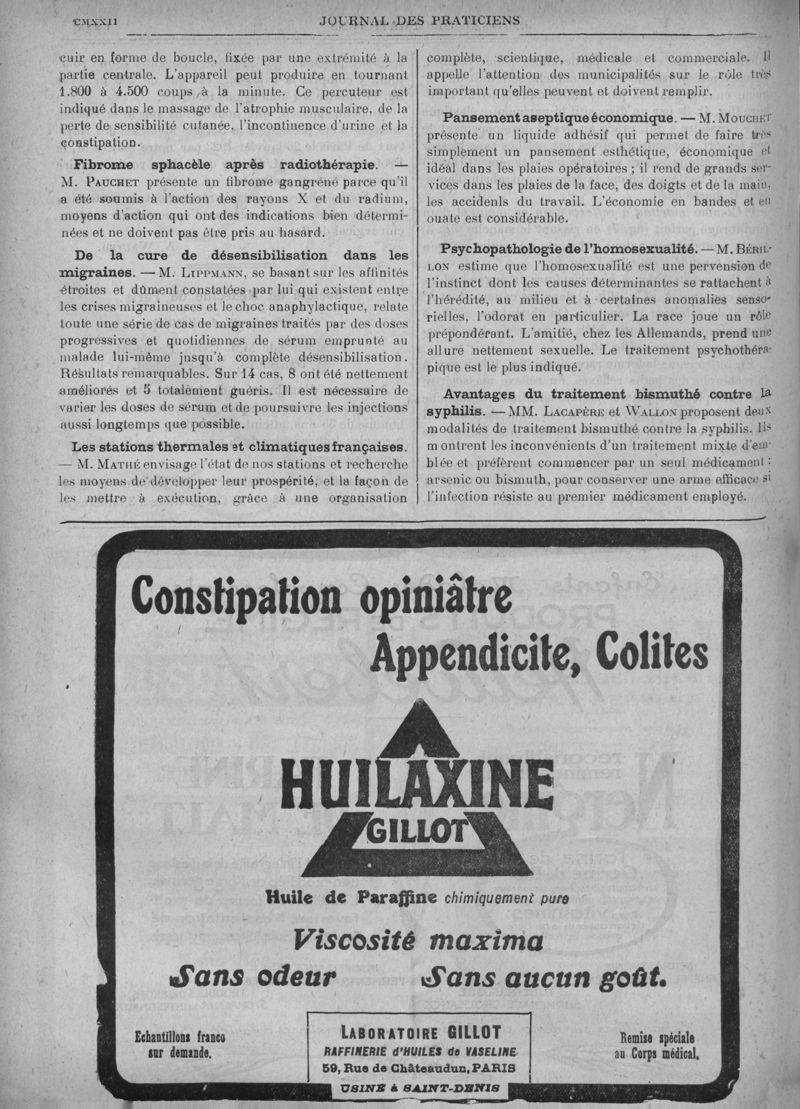 CMXXII
JOURNAL DES PRATICIENS
cuir en forme de boucle, fixée par une extrémité à la
partie centrale. L'appareil peut produire en tournant
1.800 à 4.500 coups à la minute. Ce percuteur est
indiqué dans le massage de l'atrophie musculaire, de la
perte de sensibilité cutanée, l'incontinence d'urine et la
constipation.
Fibrome sphacèle après radiothérapie. —
M. PAUCHET présente un fibrome gangréné parce qu'il
a été soumis à l'action des rayons X et du radium,
moyens d'action qui ont des indications bien détermi-
nées et ne doivent pas être pris au hasard.
De la cure de désensibilisation dans les
migraines. — M. LIPPMANN, se basant sur les affinités
étroites et dûment constatées par lui qui existent entre
les crises migraineuses et le choc anaphylactique, relate
toute une série de cas de migraines traités par des doses
progressives et quotidiennes de sérum emprunté au
malade lui-même jusqu'à complète désensibilisation.
Résultats remarquables. Sur 14 cas, 8 ont été nettement
améliorés et 5 totalement guéris. Il est nécessaire de
varier les doses de sérum et de poursuivre les injections
aussi longtemps que possible.
Les stations thermales et climatiques françaises.
— M. MATHÉ envisage l'état de nos stations et recherche
les moyens de développer leur prospérité, et la façon de
les mettre à exécution, grâce à une organisation
complète, scientifique, médicale et commerciale. Il
appelle l'attention des municipalités sur le rôle très
important qu'elles peuvent et doivent remplir.
Pansement aseptique économique. — M. MOUCHET
présente un liquide adhésif qui permet de faire très
simplement un pansement esthétique, économique et
idéal dans les plaies opératoires ; il rend de grands ser-
vices dans les plaies de la face, des doigts et de la main,
les accidenls du travail. L'économie en bandes et en
ouate est considérable.
Psychopathologie de l'homosexualité. — M. BÉRIL-
LON estime que l'homosexualité est une pervension de
l'instinct dont les causes déterminantes se rattachent à
l'hérédité, au milieu et à certaines anomalies senso-
rielles, l'odorat en particulier. La race joue un rôle
prépondérant. L'amitié, chez les Allemands, prend une
allure nettement sexuelle. Le traitement psychothéra-
pique est le plus indiqué.
Avantages du traitement bismuthé contre la
syphilis. — MM. LACAPÈRE et WALLON proposent deux
modalités de traitement bismuthé contre la syphilis. Ils
montrent les inconvénients d'un traitement mixte d'em-
blée et préfèrent commencer par un seul médicament :
arsenic ou bismuth, pour conserver une arme efficace si
l'infection résiste au premier médicament employé.
Constipation opiniâtre
Appendicite, Colites
HUILAXINE
GILLOT
Huile de Paraffine chimiquement pure
Viscosité maxima
Sans odeur Sans aucun goût.
Echantillons franco
sur demande.
LABORATOIRE GILLOT
RAFFINERIE d'HUILES de VASELINE
59, Rue de Châteaudun, PARIS
USINE à SAINT-DENIS
Remise spéciale
au Corps médical.